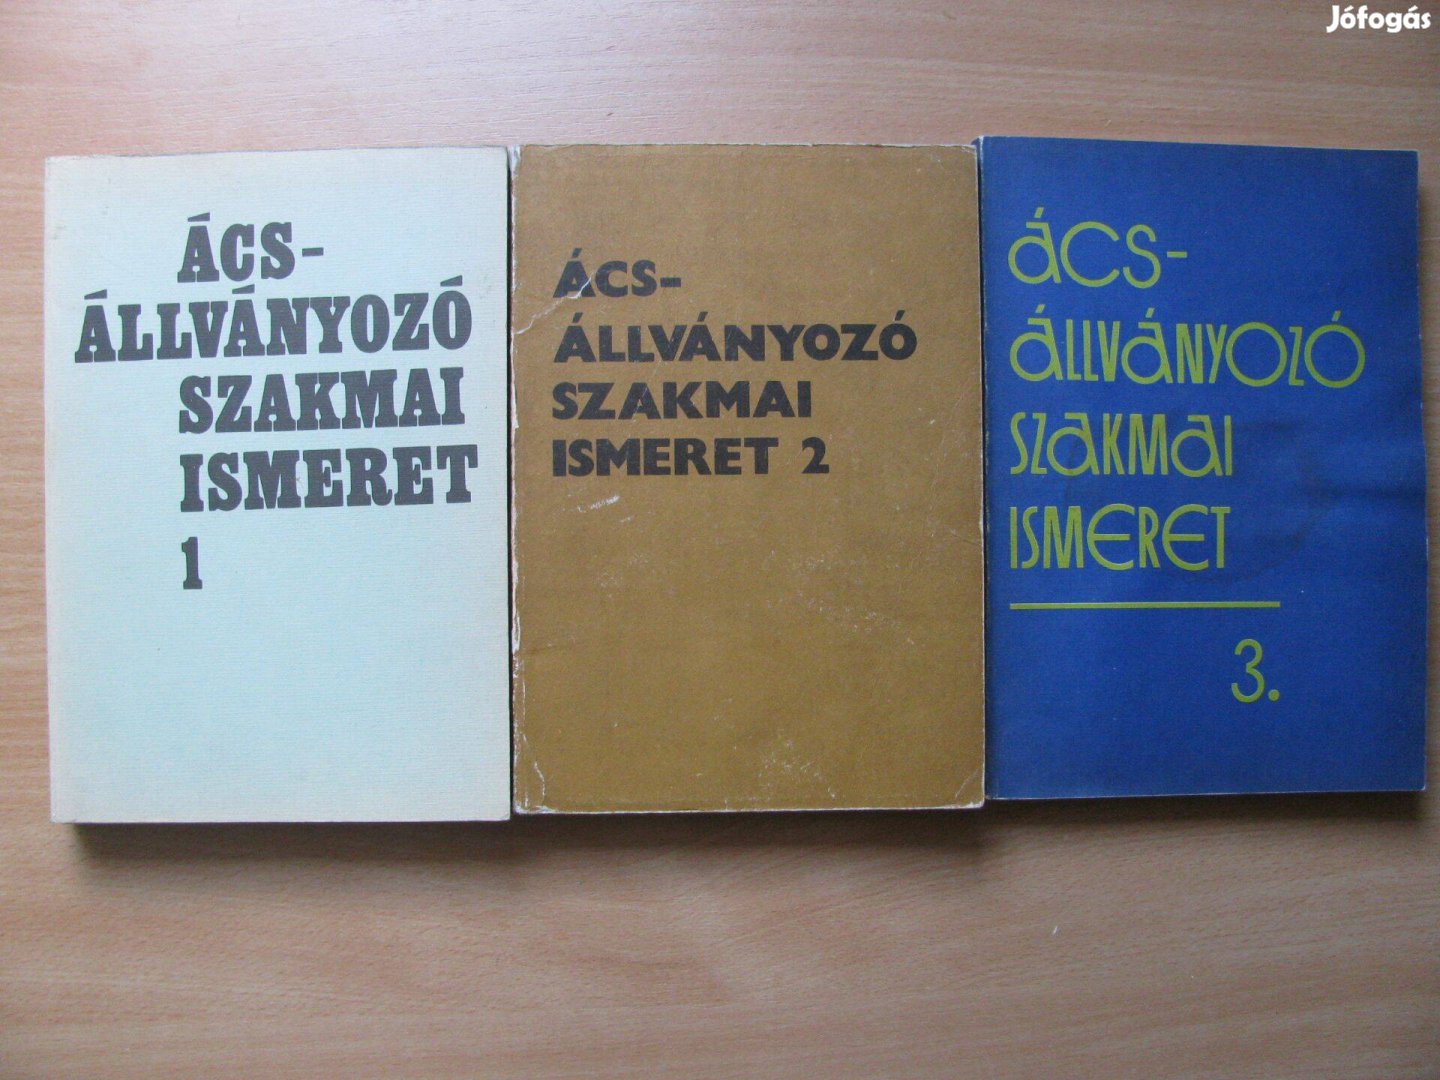 Jófogás
ÁCS-
ÁLLVÁNYOZÓ
SZAKMAI
ISMERET
1
ÁCS-
ÁLLVÁNYOZÓ
SZAKMAI
ISMERET 2
ÁCS-
ÁLLVÁNYOZÓ
SZAKMAI
ISMERET
3.